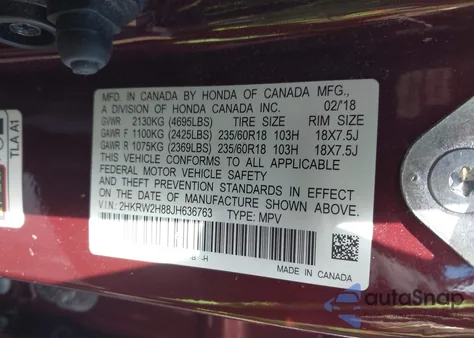 MFD. IN CANADA BY HONDA OF CANADA MFG.,
A DIVISION OF HONDA CANADA INC. 02/'18
GVWR 2130KG (4695LBS) TIRE SIZE RIM SIZE
GAWR F 1100KG (2425LBS) 235/60R18 103H 18X7.5J
GAWR R 1075KG (2369LBS) 235/60R18 103H 18X7.5J
THIS VEHICLE CONFORMS TO ALL APPLICABLE
FEDERAL MOTOR VEHICLE SAFETY
AND THEFT PREVENTION STANDARDS IN EFFECT
ON THE DATE OF MANUFACTURE SHOWN ABOVE.
V.I.N: 2HKRW2H88JH636763 TYPE: MPV
MADE IN CANADA
TLA A1
autaSnap